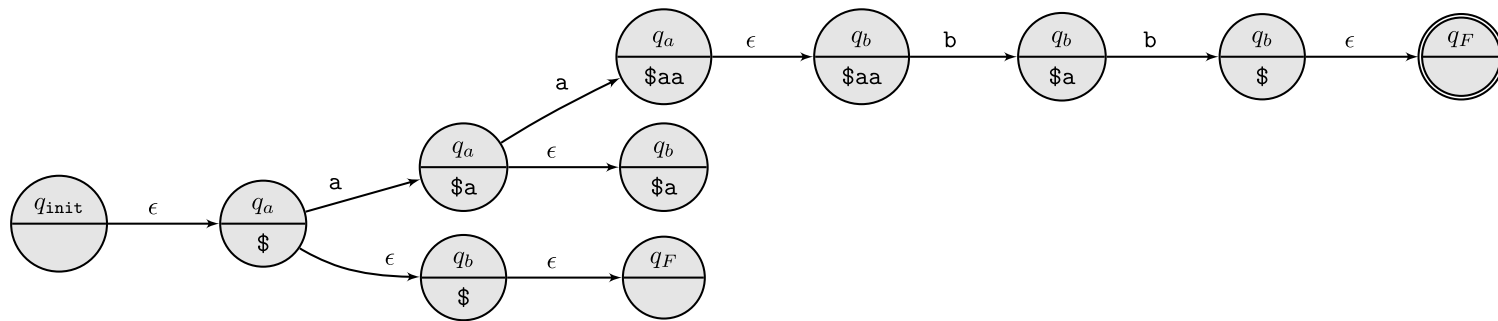 q_a ϵ q_b b q_b b q_b ϵ q_F
$aa $aa $a $
a
q_a ϵ q_b
a $a $a
q_init ϵ q_a
$
ϵ q_b ϵ q_F
$